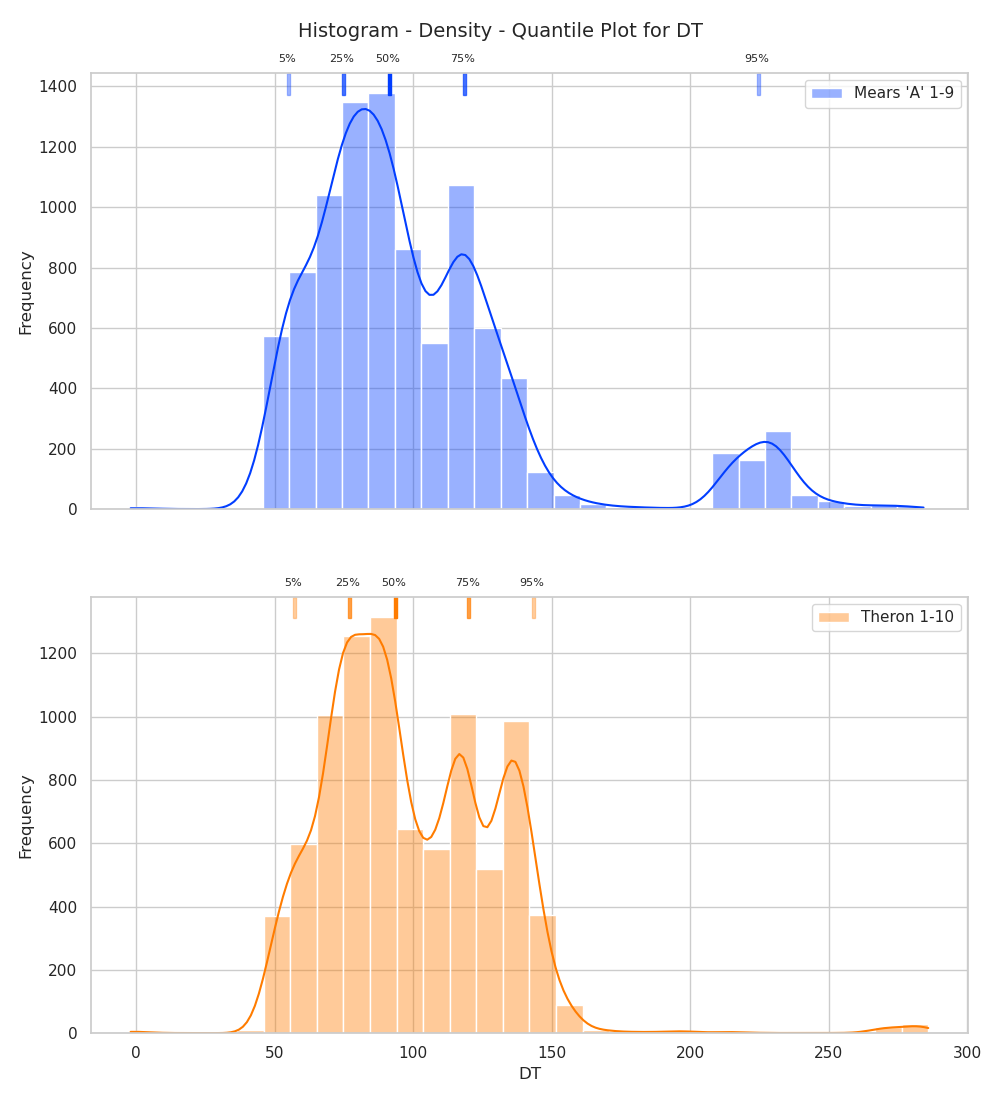 Histogram - Density - Quantile Plot for DT
5% 25% 50% 75% 95%
Mears 'A' 1-9
1400
1200
1000
800
600
400
200
0
Frequency
5% 25% 50% 75% 95%
Theron 1-10
1200
1000
800
600
400
200
0
Frequency
0 50 100 150 200 250 300
DT